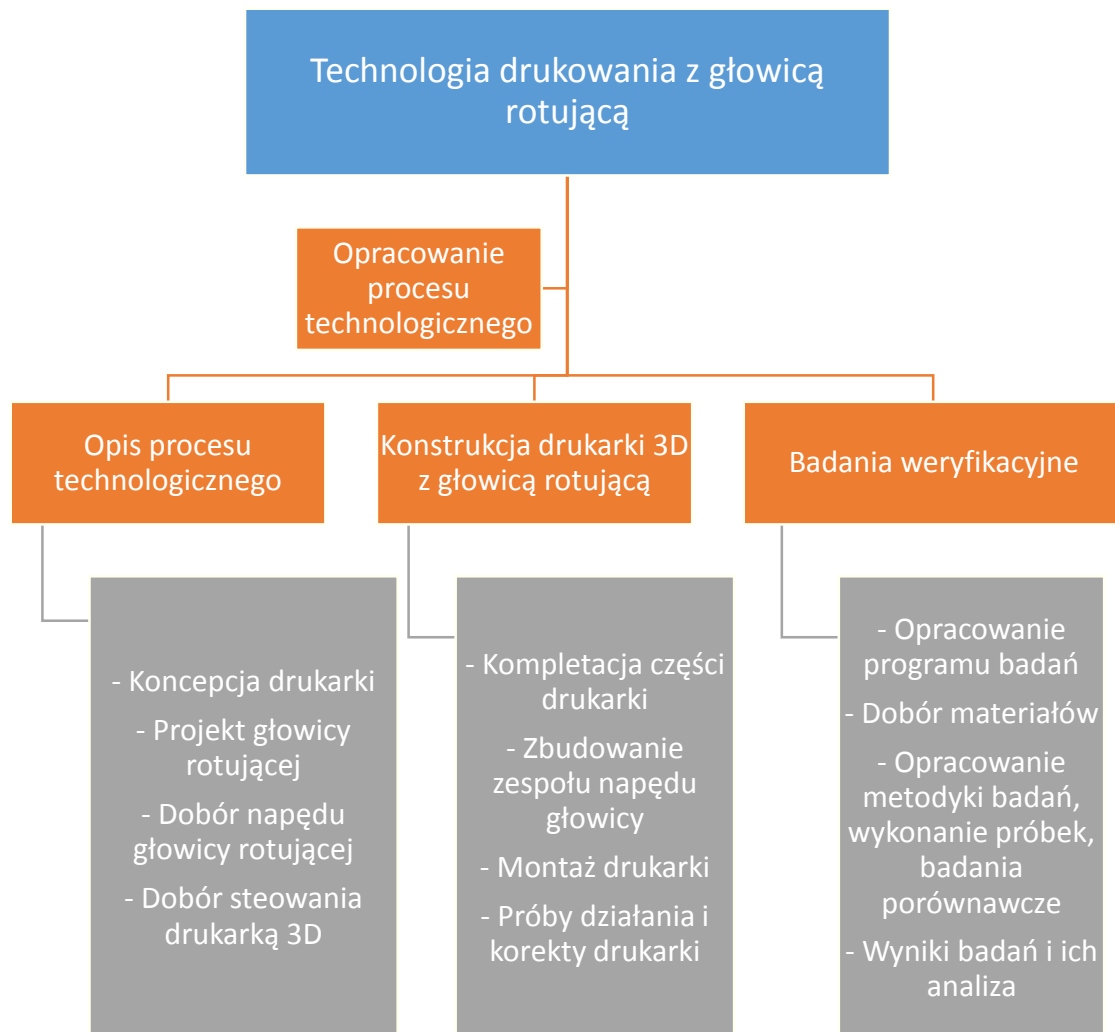 Technologia drukowania z głowicą
rotującą
Opracowanie
procesu
technologicznego
Opis procesu
technologicznego
Konstrukcja drukarki 3D
z głowicą rotującą
Badania weryfikacyjne
- Koncepcja drukarki
- Projekt głowicy
rotującej
- Dobór napędu
głowicy rotującej
- Dobór steowania
drukarką 3D
- Kompletacja części
drukarki
- Zbudowanie
zespołu napędu
głowicy
- Montaż drukarki
- Próby działania i
korekty drukarki
- Opracowanie
programu badań
- Dobór materiałów
- Opracowanie
metodyki badań,
wykonanie próbek,
badania
porównawcze
- Wyniki badań i ich
analiza